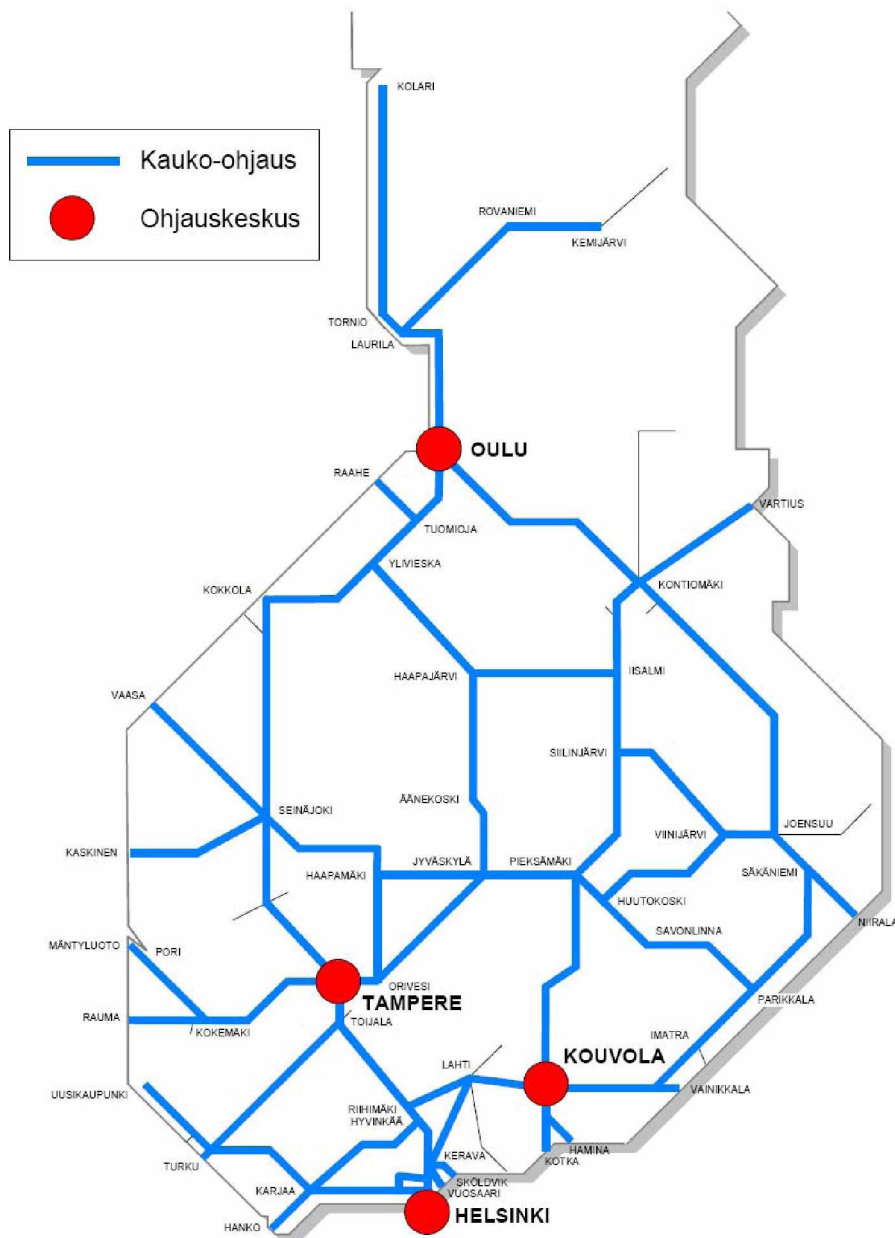 KOLARI
Kauko-ohjaus
Ohjauskeskus
ROVANIEMI
KEMIJÄRVI
TORNIO
LAURILA
OULU
RAAHE
TUOMIOJA
VARTIUS
YLIVIESKA
KOKKOLA
KONTIOMÄKI
HAAPAJÄRVI
IISALMI
VAASA
SIILINJÄRVI
ÄÄNEKOSKI
SEINÄJOKI
VIINIJÄRVI
JOENSUU
KASKINEN
HAAPAMÄKI
JYVÄSKYLÄ
PIEKSÄMÄKI
SÄKÄNIEMI
HUUTOKOSKI
NIIRALA
SAVONLINNA
MÄNTYLUOTO
PORI
ORIVESI
TAMPERE
PARIKKALA
RAUMA
KOKEMÄKI
TOIJALA
IMATRA
KOUVOLA
LAHTI
VAINIKKALA
UUSIKAUPUNKI
RIIHIMÄKI
HYVINKÄÄ
HAMINA
KERAVA
KOTKA
TURKU
SKÖLDVIK
KARJAA
VUOSAARI
HANKO
HELSINKI